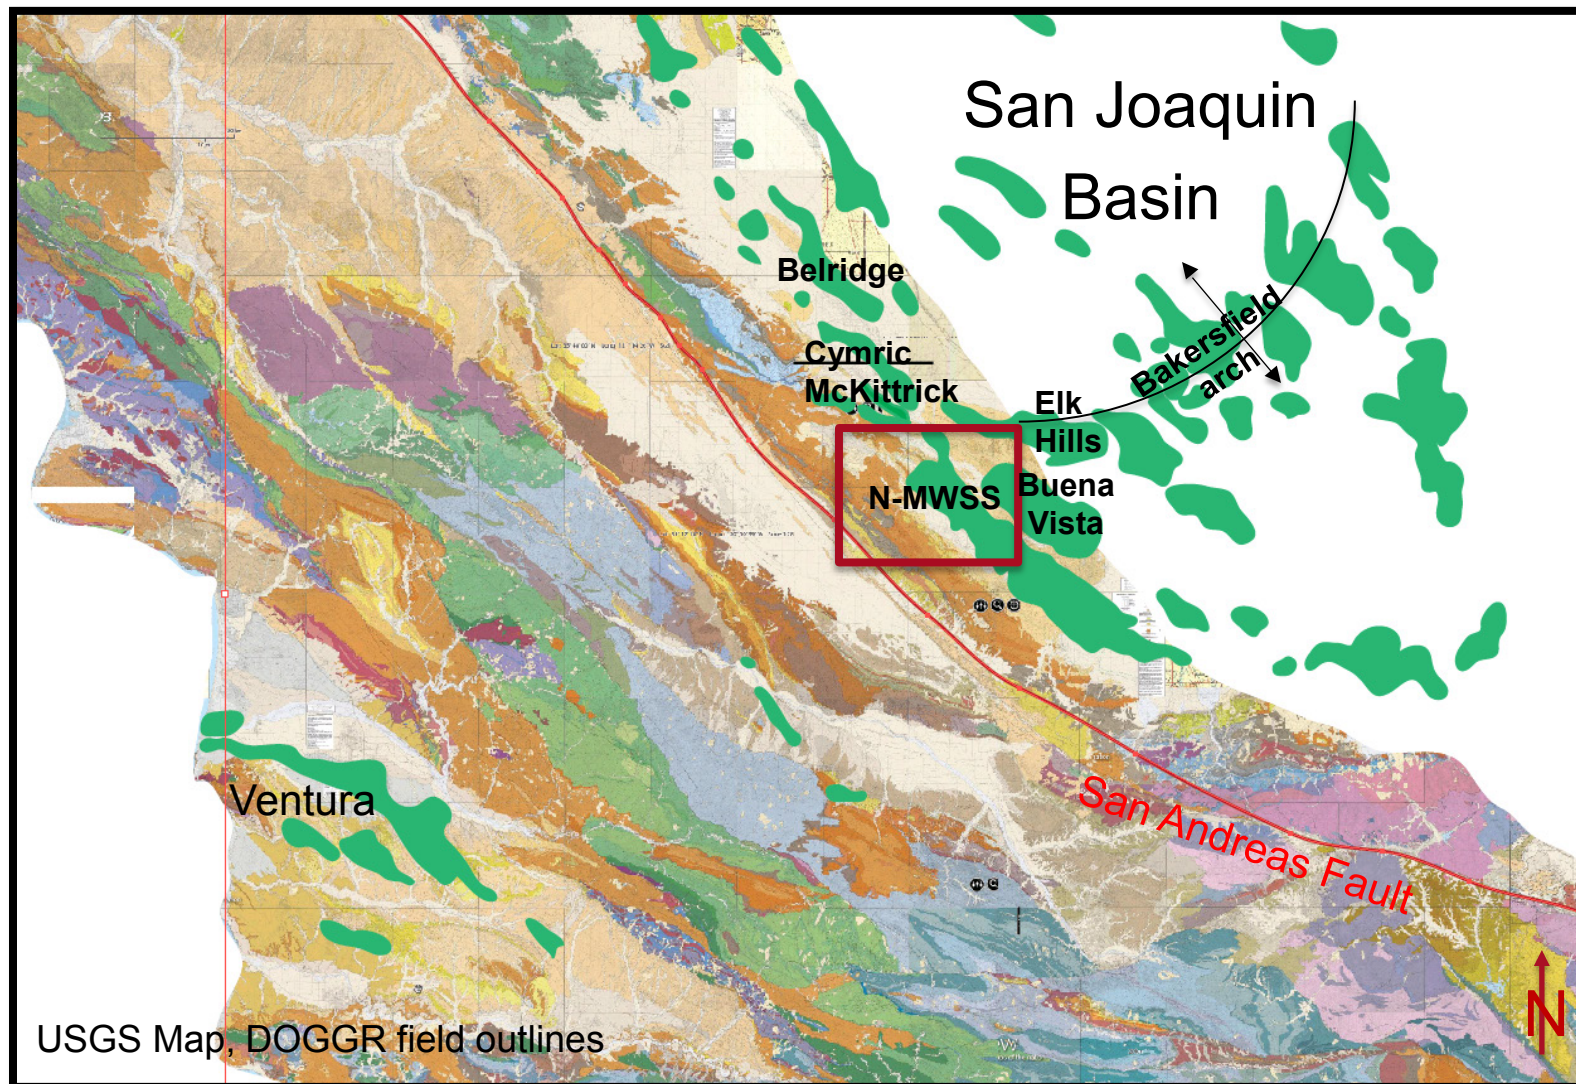 San Joaquin
Basin
Belridge
Cymric
McKittrick
Elk
Hills
Bakersfield
arch
N-MWSS
Buena
Vista
Ventura
San Andreas Fault
N
USGS Map, DOGGR field outlines